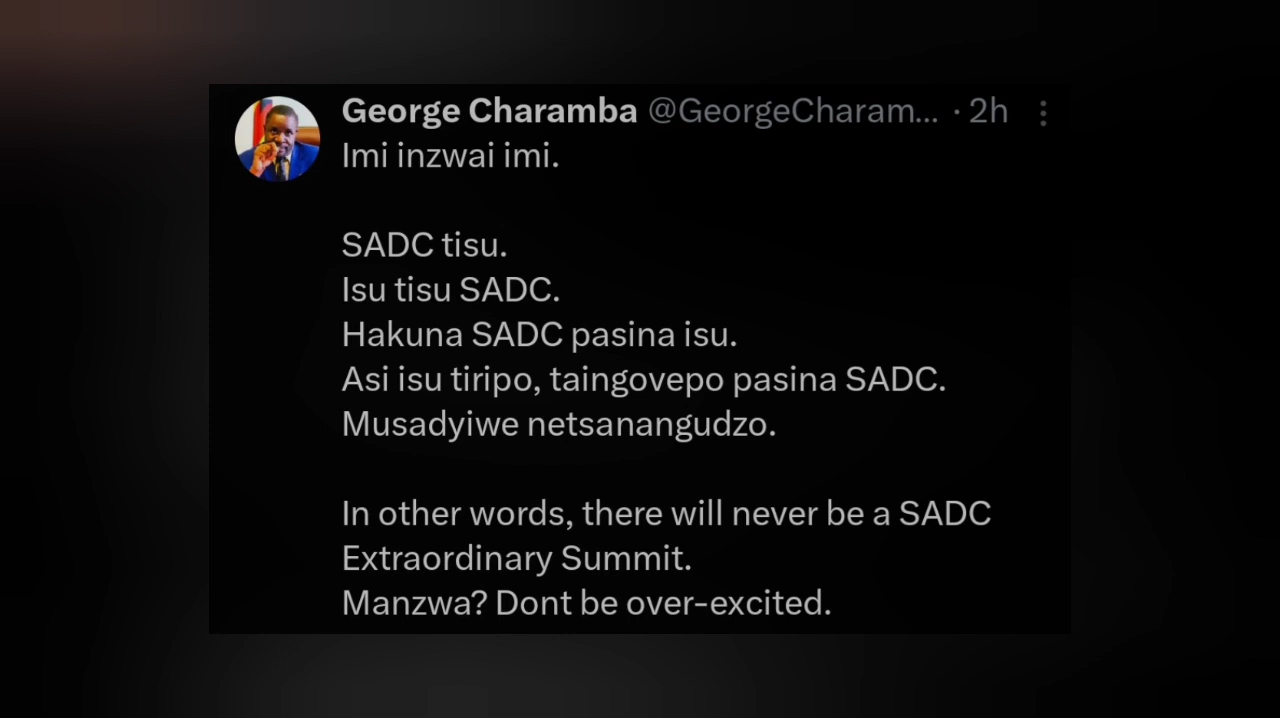 George Charamba @GeorgeCharam... · 2h
Imi inzwai imi.
SADC tisu.
Isu tisu SADC.
Hakuna SADC pasina isu.
Asi isu tiripo, taingovepo pasina SADC.
Musadyiwe netsanangudzo.
In other words, there will never be a SADC
Extraordinary Summit.
Manzwa? Dont be over-excited.